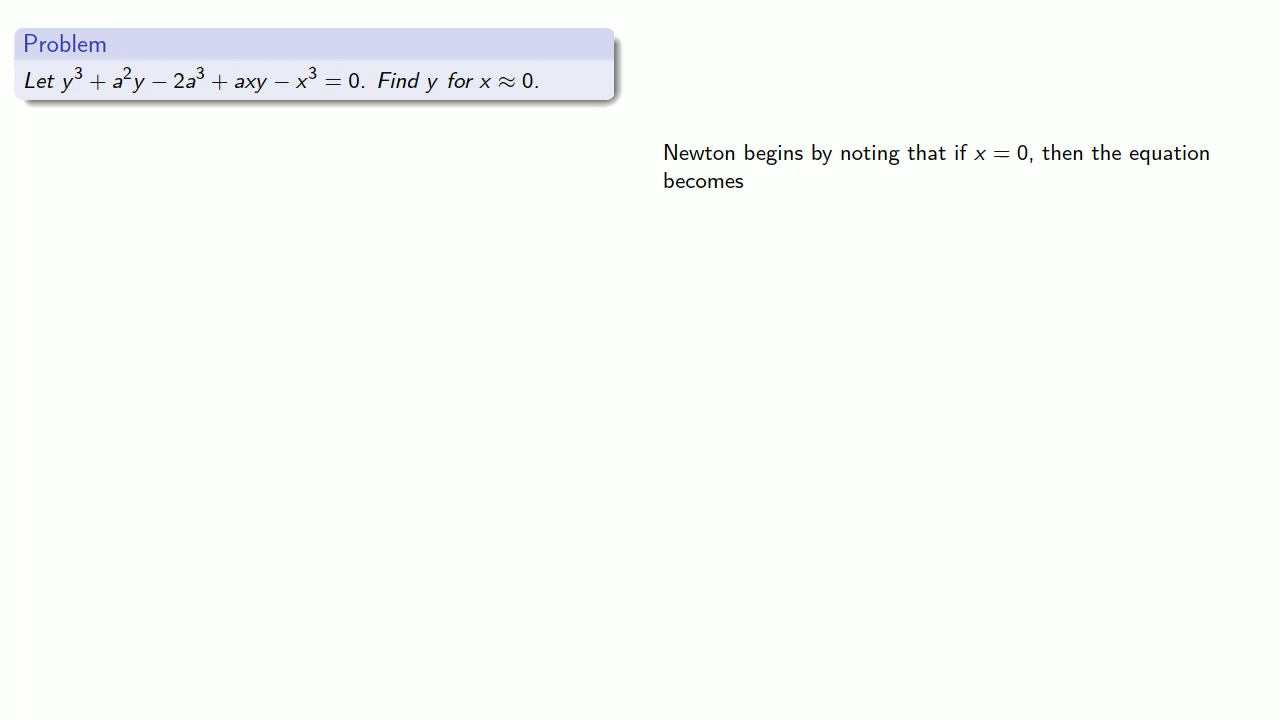 Problem
Let y³ + a²y − 2a³ + axy − x³ = 0. Find y for x ≈ 0.
Newton begins by noting that if x = 0, then the equation
becomes